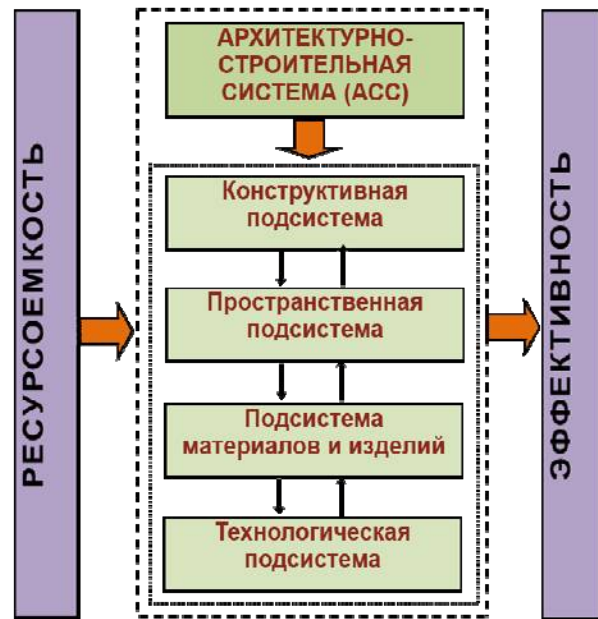 РЕСУРСОЕМКОСТЬ
АРХИТЕКТУРНО-
СТРОИТЕЛЬНАЯ
СИСТЕМА (АСС)
Конструктивная
подсистема
Пространственная
подсистема
Подсистема
материалов и изделий
Технологическая
подсистема
ЭФФЕКТИВНОСТЬ